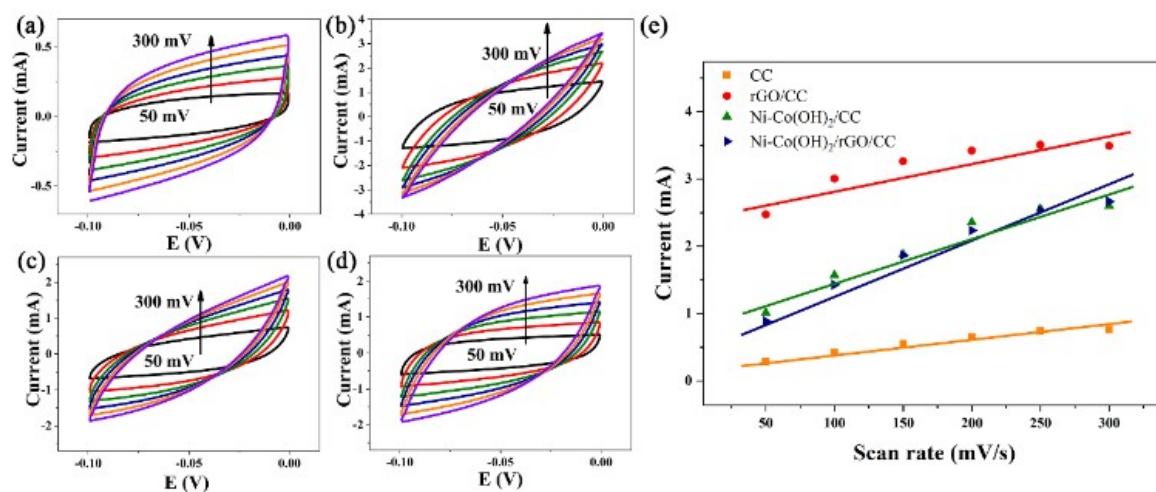 (a)
300 mV
50 mV
0.5
0.0
-0.5
Current (mA)
-0.10
-0.05
0.00
E (V)
(b)
300 mV
50 mV
4
3
2
1
0
-1
-2
-3
-4
Current (mA)
-0.10
-0.05
0.00
E (V)
(c)
300 mV
50 mV
2
1
0
-1
-2
Current (mA)
-0.10
-0.05
0.00
E (V)
(d)
300 mV
50 mV
2
1
0
-1
-2
Current (mA)
-0.10
-0.05
0.00
E (V)
(e)
CC
rGO/CC
Ni-Co(OH)₂/CC
Ni-Co(OH)₂/rGO/CC
4
3
2
1
0
Current (mA)
50
100
150
200
250
300
Scan rate (mV/s)